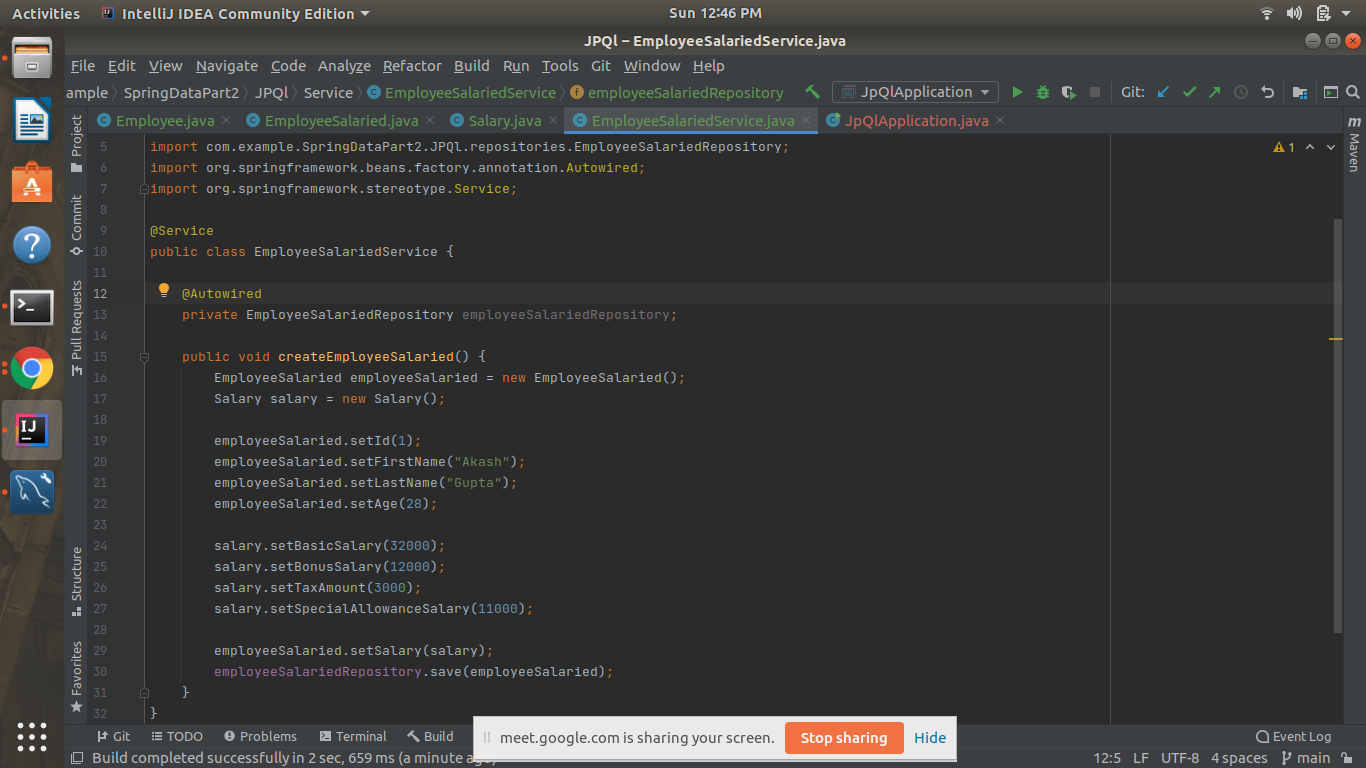 Activities IntelliJ IDEA Community Edition Sun 12:46 PM
JPQl – EmployeeSalariedService.java
File Edit View Navigate Code Analyze Refactor Build Run Tools Git Window Help
ample SpringDataPart2 JPQl Service EmployeeSalariedService employeeSalariedRepository JpQlApplication Git:
Employee.java EmployeeSalaried.java Salary.java EmployeeSalariedService.java JpQlApplication.java
Project
Commit
Pull Requests
Structure
Favorites
Maven
1
5 import com.example.SpringDataPart2.JPQl.repositories.EmployeeSalariedRepository;
6 import org.springframework.beans.factory.annotation.Autowired;
7 import org.springframework.stereotype.Service;
8
9 @Service
10 public class EmployeeSalariedService {
11
12 @Autowired
13 private EmployeeSalariedRepository employeeSalariedRepository;
14
15 public void createEmployeeSalaried() {
16 EmployeeSalaried employeeSalaried = new EmployeeSalaried();
17 Salary salary = new Salary();
18
19 employeeSalaried.setId(1);
20 employeeSalaried.setFirstName("Akash");
21 employeeSalaried.setLastName("Gupta");
22 employeeSalaried.setAge(28);
23
24 salary.setBasicSalary(32000);
25 salary.setBonusSalary(12000);
26 salary.setTaxAmount(3000);
27 salary.setSpecialAllowanceSalary(11000);
28
29 employeeSalaried.setSalary(salary);
30 employeeSalariedRepository.save(employeeSalaried);
31 }
32 }
Git TODO Problems Terminal Build Event Log
meet.google.com is sharing your screen. Stop sharing Hide
Build completed successfully in 2 sec, 659 ms (a minute ago) 12:5 LF UTF-8 4 spaces main